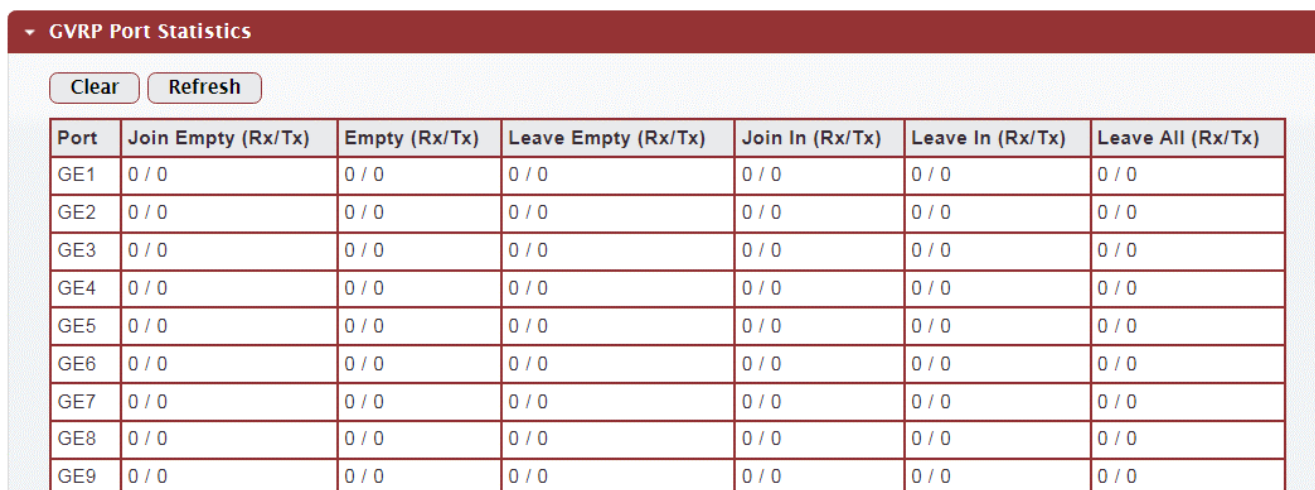 GVRP Port Statistics
Clear Refresh
Port Join Empty (Rx/Tx) Empty (Rx/Tx) Leave Empty (Rx/Tx) Join In (Rx/Tx) Leave In (Rx/Tx) Leave All (Rx/Tx)
GE1 0 / 0 0 / 0 0 / 0 0 / 0 0 / 0 0 / 0
GE2 0 / 0 0 / 0 0 / 0 0 / 0 0 / 0 0 / 0
GE3 0 / 0 0 / 0 0 / 0 0 / 0 0 / 0 0 / 0
GE4 0 / 0 0 / 0 0 / 0 0 / 0 0 / 0 0 / 0
GE5 0 / 0 0 / 0 0 / 0 0 / 0 0 / 0 0 / 0
GE6 0 / 0 0 / 0 0 / 0 0 / 0 0 / 0 0 / 0
GE7 0 / 0 0 / 0 0 / 0 0 / 0 0 / 0 0 / 0
GE8 0 / 0 0 / 0 0 / 0 0 / 0 0 / 0 0 / 0
GE9 0 / 0 0 / 0 0 / 0 0 / 0 0 / 0 0 / 0